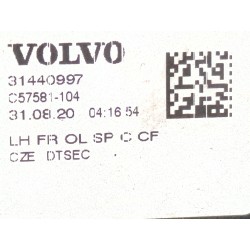 VOLVO
31440997
C57581-104
31.08.20 04:16:54
LH FR OL SP C CF
CZE DTSEC